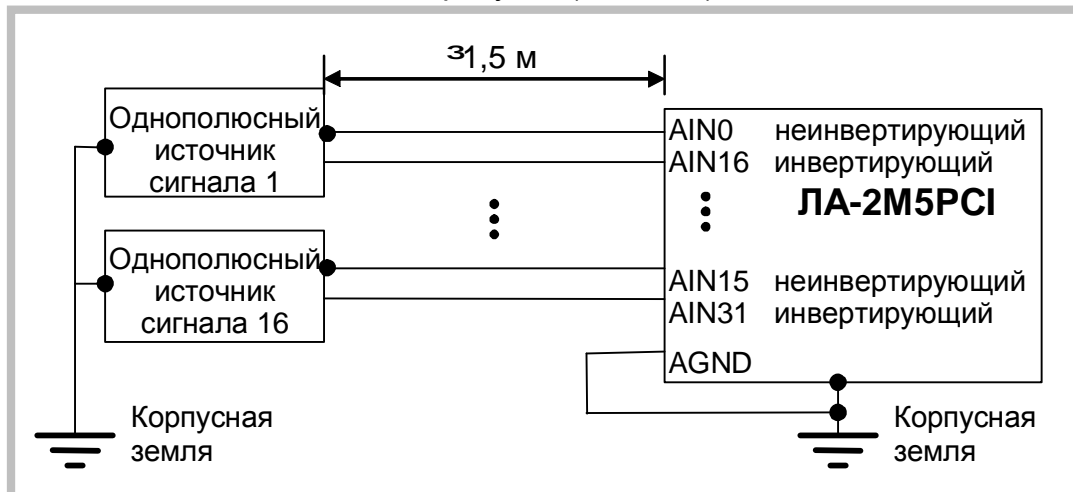 ³1,5 м
Однополюсный
источник
сигнала 1
AIN0 неинвертирующий
AIN16 инвертирующий
ЛА-2М5PCI
Однополюсный
источник
сигнала 16
AIN15 неинвертирующий
AIN31 инвертирующий
AGND
Корпусная
земля
Корпусная
земля